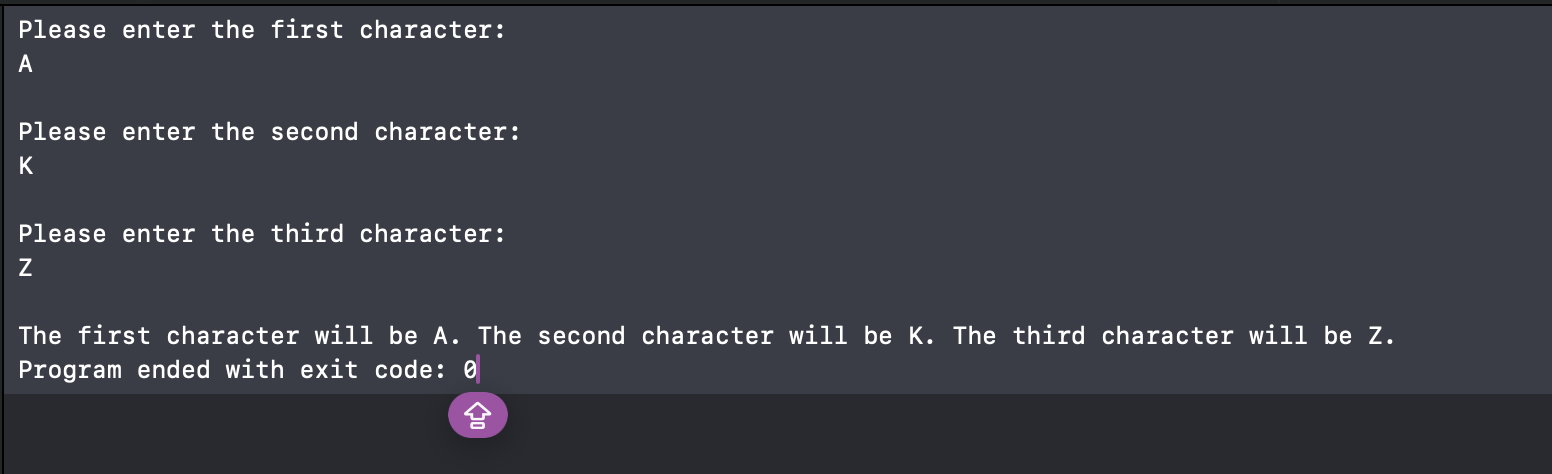 Please enter the first character:
A
Please enter the second character:
K
Please enter the third character:
Z
The first character will be A. The second character will be K. The third character will be Z.
Program ended with exit code: 0